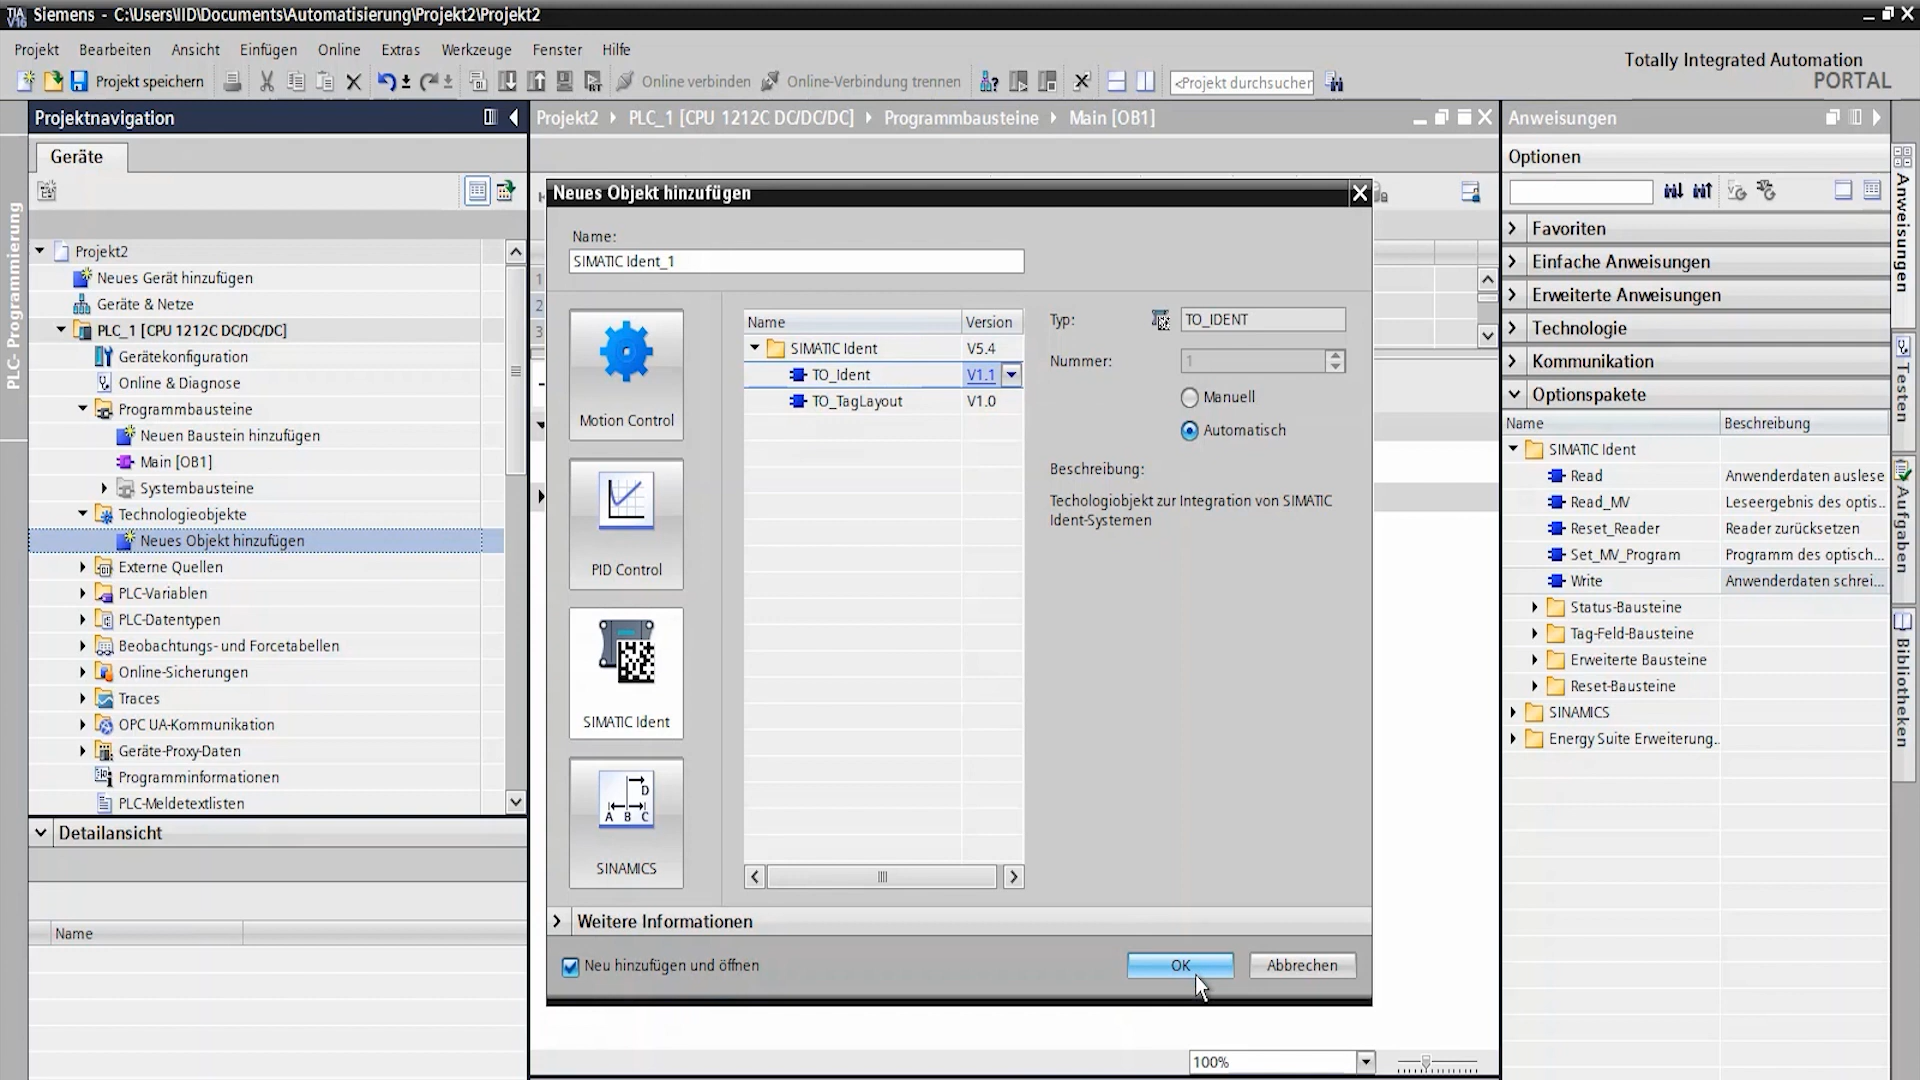 TIA
V16
Siemens - C:\Users\IID\Documents\Automatisierung\Projekt2\Projekt2
Projekt Bearbeiten Ansicht Einfügen Online Extras Werkzeuge Fenster Hilfe
Totally Integrated Automation
PORTAL
Projekt speichern
Online verbinden
Online-Verbindung trennen
<Projekt durchsuchen
Projektnavigation
Geräte
PLC- Programmierung
Projekt2
Neues Gerät hinzufügen
Geräte & Netze
PLC_1 [CPU 1212C DC/DC/DC]
Gerätekonfiguration
Online & Diagnose
Programmbausteine
Neuen Baustein hinzufügen
Main [OB1]
Systembausteine
Technologieobjekte
Neues Objekt hinzufügen
Externe Quellen
PLC-Variablen
PLC-Datentypen
Beobachtungs- und Forcetabellen
Online-Sicherungen
Traces
OPC UA-Kommunikation
Geräte-Proxy-Daten
Programminformationen
PLC-Meldetextlisten
Detailansicht
Name
Projekt2 PLC_1 [CPU 1212C DC/DC/DC] Programmbausteine Main [OB1]
1
2
3
Neues Objekt hinzufügen
Name:
SIMATIC Ident_1
Motion Control
PID Control
SIMATIC Ident
A B C D
SINAMICS
Name Version
SIMATIC Ident V5.4
TO_Ident V1.1
TO_TagLayout V1.0
Typ: TO_IDENT
Nummer: 1
Manuell
Automatisch
Beschreibung:
Techologiobjekt zur Integration von SIMATIC
Ident-Systemen
Weitere Informationen
Neu hinzufügen und öffnen
OK
Abbrechen
100%
Anweisungen
Optionen
Favoriten
Einfache Anweisungen
Erweiterte Anweisungen
Technologie
Kommunikation
Optionspakete
Name Beschreibung
SIMATIC Ident
Read Anwenderdaten auslese
Read_MV Leseergebnis des optis...
Reset_Reader Reader zurücksetzen
Set_MV_Program Programm des optisch...
Write Anwenderdaten schrei...
Status-Bausteine
Tag-Feld-Bausteine
Erweiterte Bausteine
Reset-Bausteine
SINAMICS
Energy Suite Erweiterung..
Anweisungen
Testen
Aufgaben
Bibliotheken